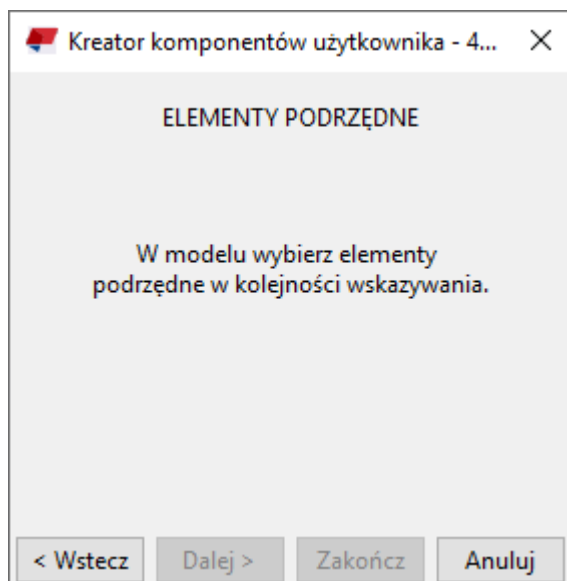 Kreator komponentów użytkownika - 4...
ELEMENTY PODRZĘDNE
W modelu wybierz elementy
podrzędne w kolejności wskazywania.
< Wstecz Dalej > Zakończ Anuluj